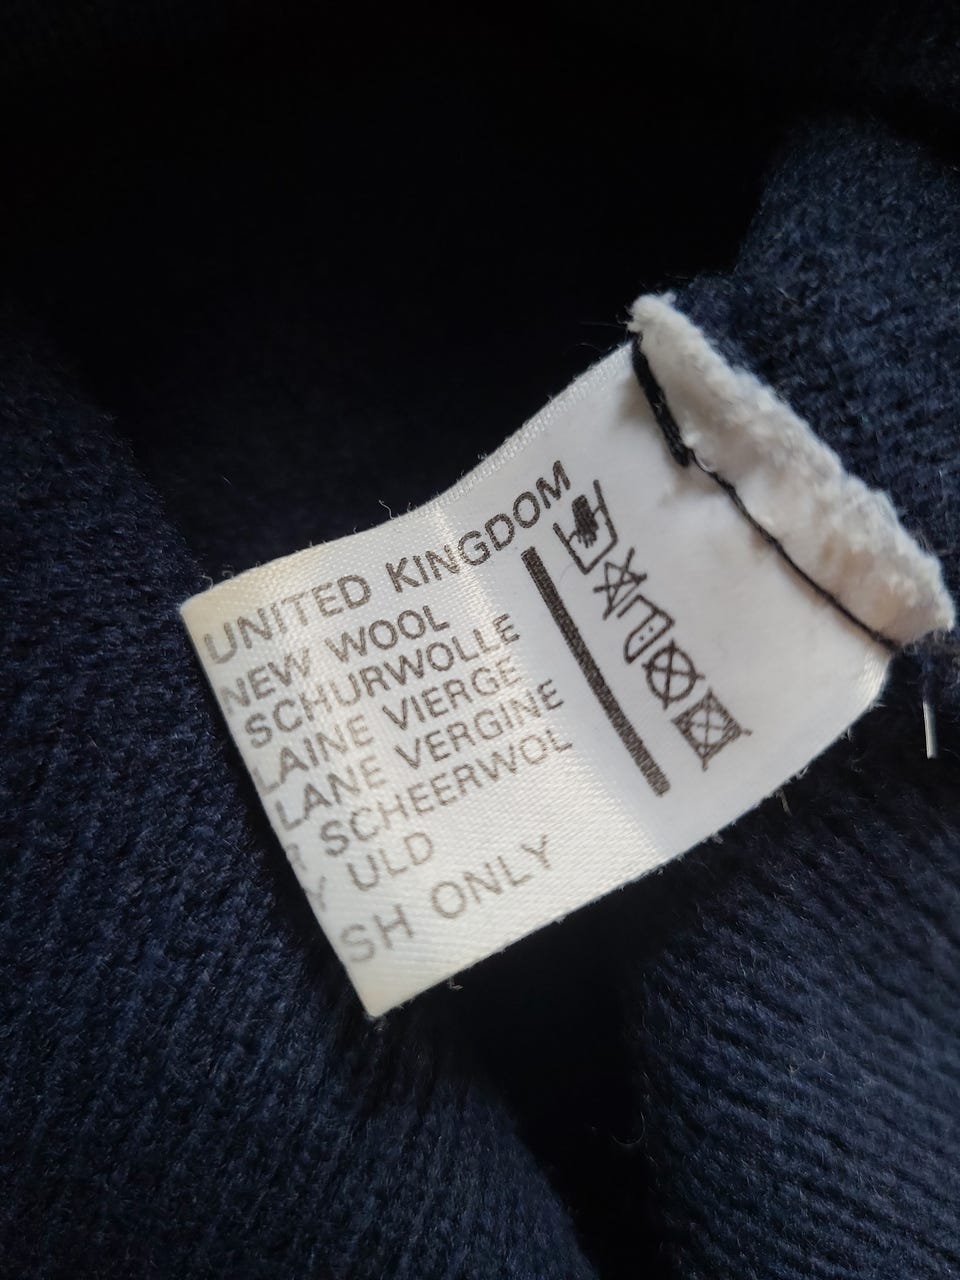 UNITED KINGDOM
NEW WOOL
SCHURWOLLE
LAINE VIERGE
LANE VERGINE
R SCHEERWOL
Y ULD
SH ONLY